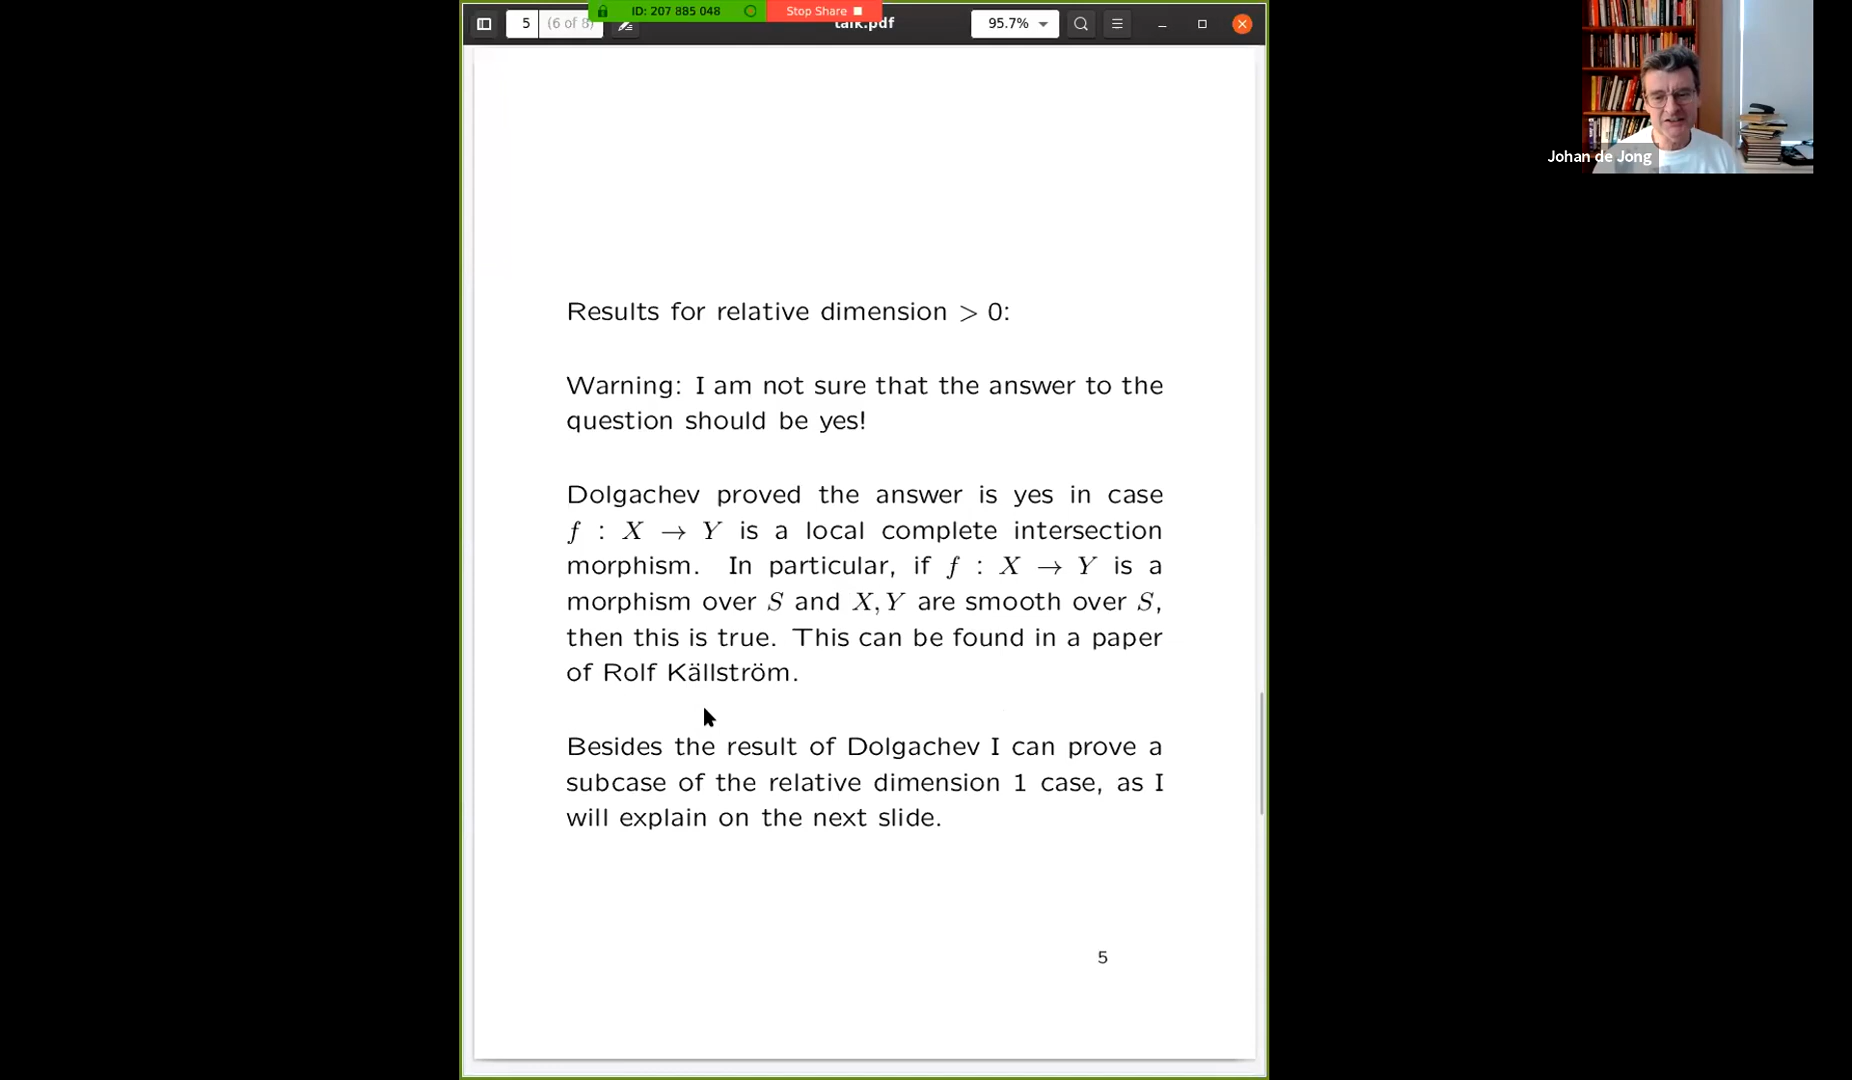 ID: 207 885 048
Stop Share
5
(6 of 8)
talk.pdf
95.7%
Johan de Jong
Results for relative dimension > 0:
Warning: I am not sure that the answer to the
question should be yes!
Dolgachev proved the answer is yes in case
f : X → Y is a local complete intersection
morphism. In particular, if f : X → Y is a
morphism over S and X, Y are smooth over S,
then this is true. This can be found in a paper
of Rolf Källström.
Besides the result of Dolgachev I can prove a
subcase of the relative dimension 1 case, as I
will explain on the next slide.
5